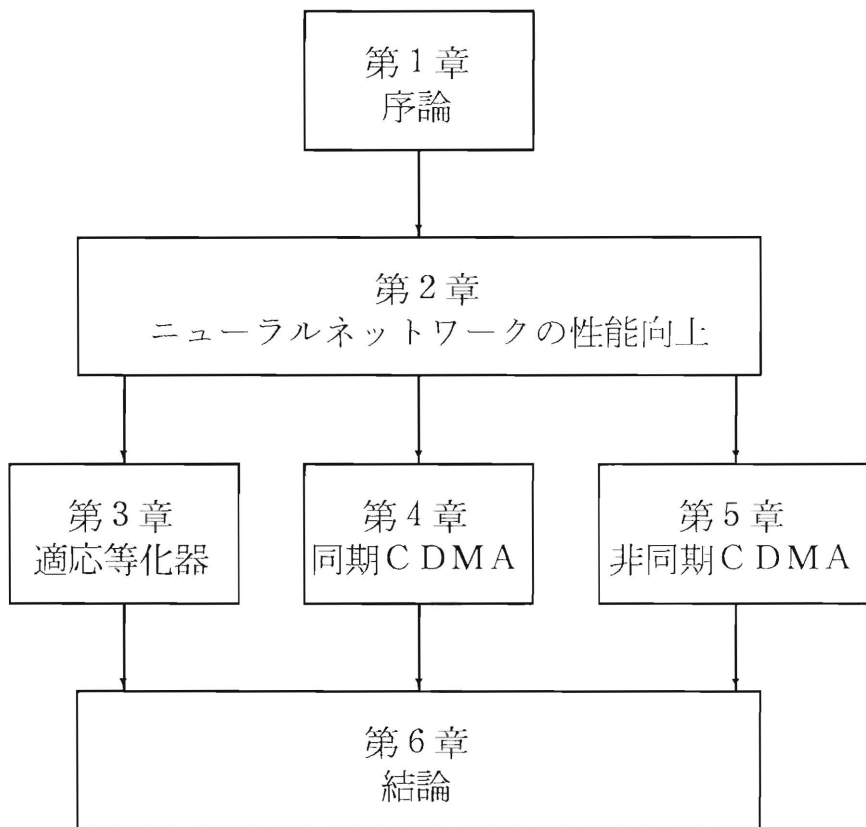 第1章
序論
第2章
ニューラルネットワークの性能向上
第3章
適応等化器
第4章
同期CDMA
第5章
非同期CDMA
第6章
結論